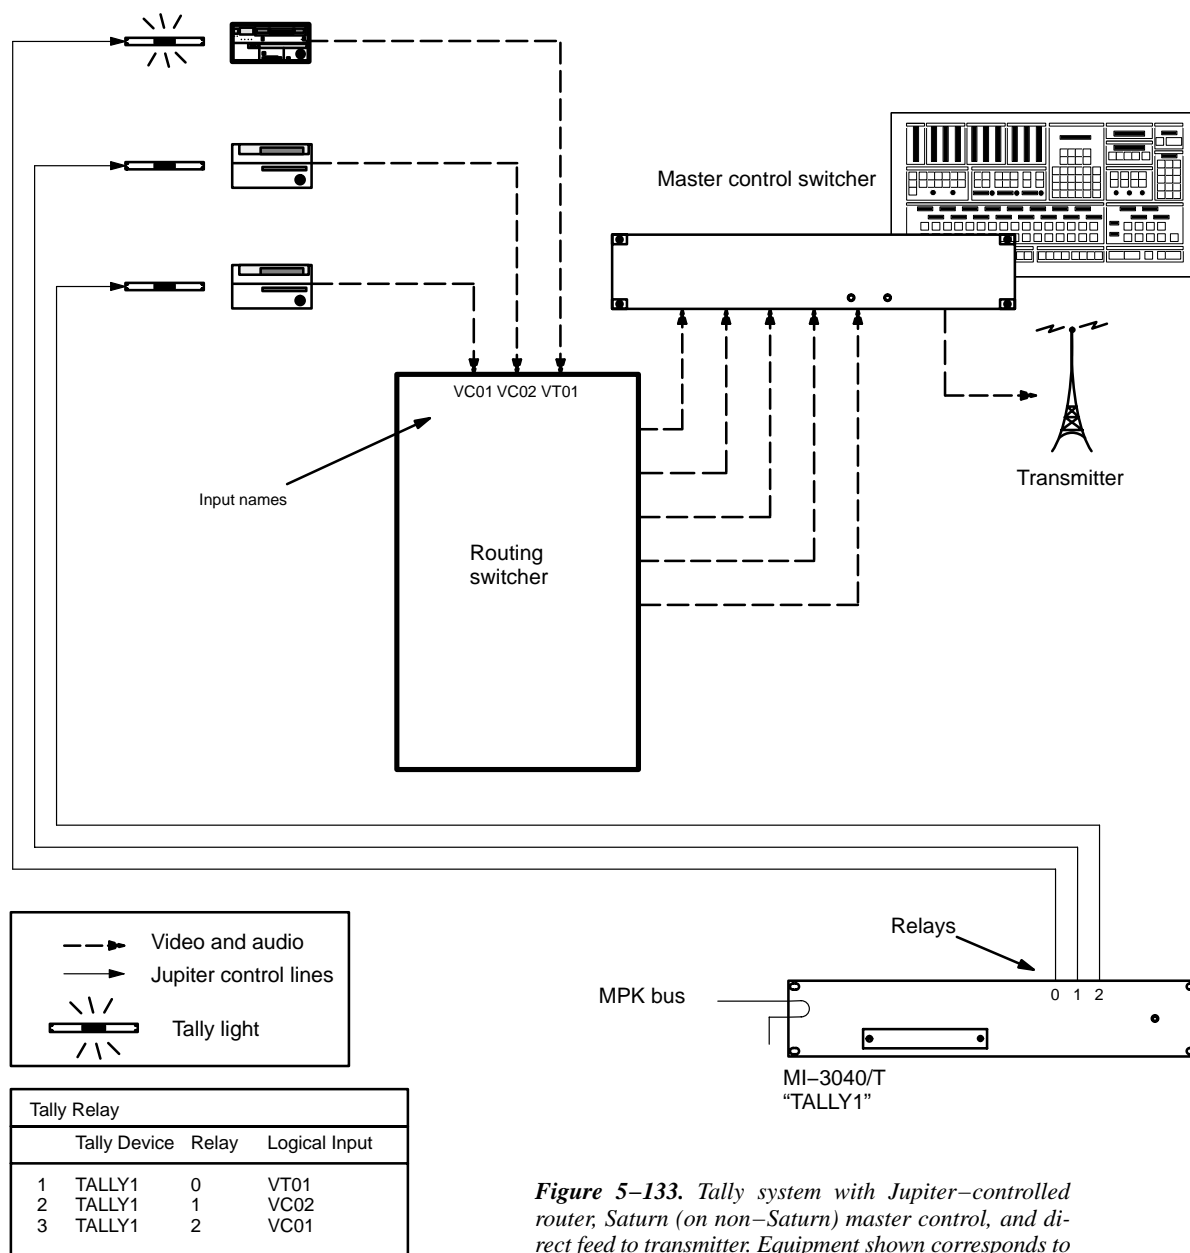 Master control switcher
VC01 VC02 VT01
Input names
Transmitter
Routing
switcher
Video and audio
Jupiter control lines
Tally light
Relays
0 1 2
MPK bus
MI–3040/T
“TALLY1”
Tally Relay
Tally Device Relay Logical Input
1 TALLY1 0 VT01
2 TALLY1 1 VC02
3 TALLY1 2 VC01
Figure 5–133. Tally system with Jupiter–controlled
router, Saturn (on non–Saturn) master control, and di-
rect feed to transmitter. Equipment shown corresponds to